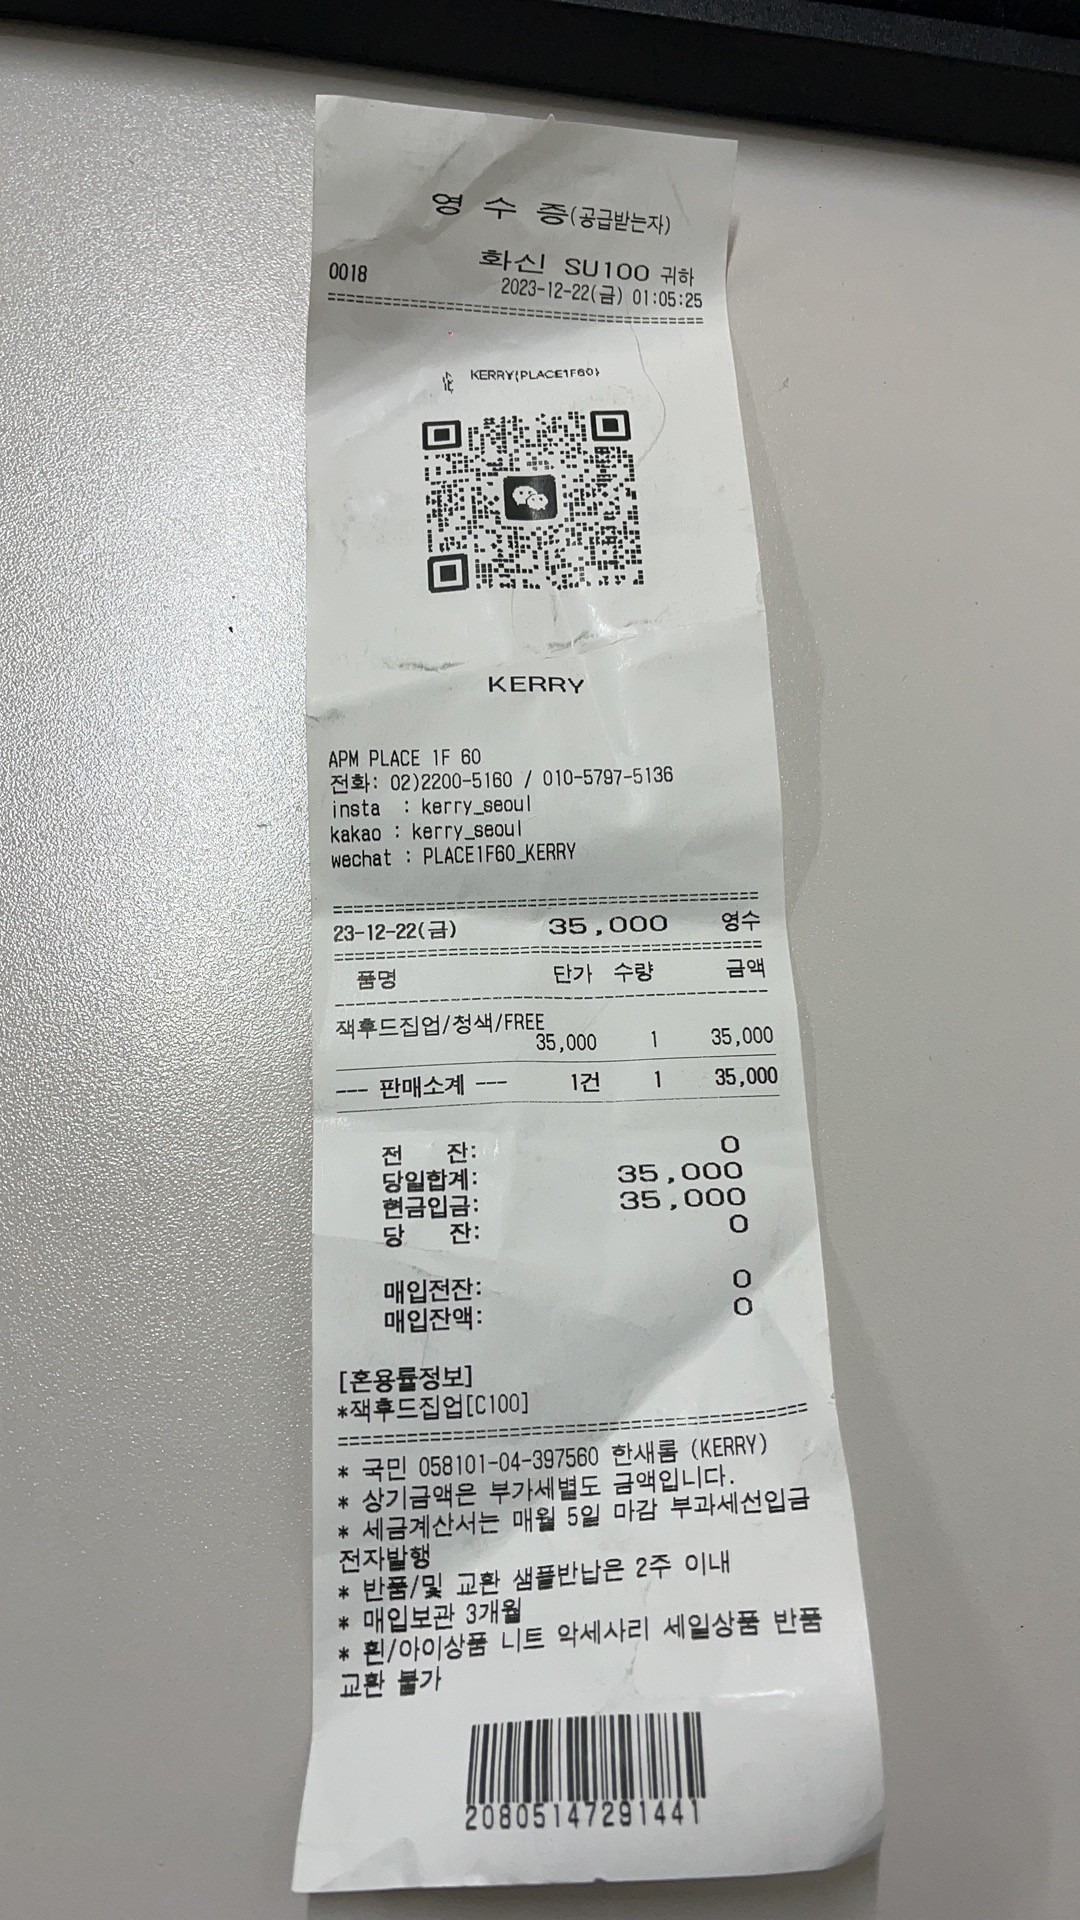 영 수 증(공급받는자)
화신 SU100 귀하
0018
2023-12-22(금) 01:05:25
KERRY(PLACE1F60)
KERRY
APM PLACE 1F 60
전화: 02)2200-5160 / 010-5797-5136
insta : kerry_seoul
kakao : kerry_seoul
wechat : PLACE1F60_KERRY
23-12-22(금) 35,000 영수
품명 단가 수량 금액
잭후드집업/청색/FREE
35,000 1 35,000
--- 판매소계 --- 1건 1 35,000
전 잔: 0
당일합계: 35,000
현금입금: 35,000
당 잔: 0
매입전잔: 0
매입잔액: 0
[혼용률정보]
*잭후드집업[C100]
* 국민 058101-04-397560 한새롬 (KERRY)
* 상기금액은 부가세별도 금액입니다.
* 세금계산서는 매월 5일 마감 부과세선입금
전자발행
* 반품/및 교환 샘플반납은 2주 이내
* 매입보관 3개월
* 흰/아이상품 니트 악세사리 세일상품 반품
교환 불가
20805147291441